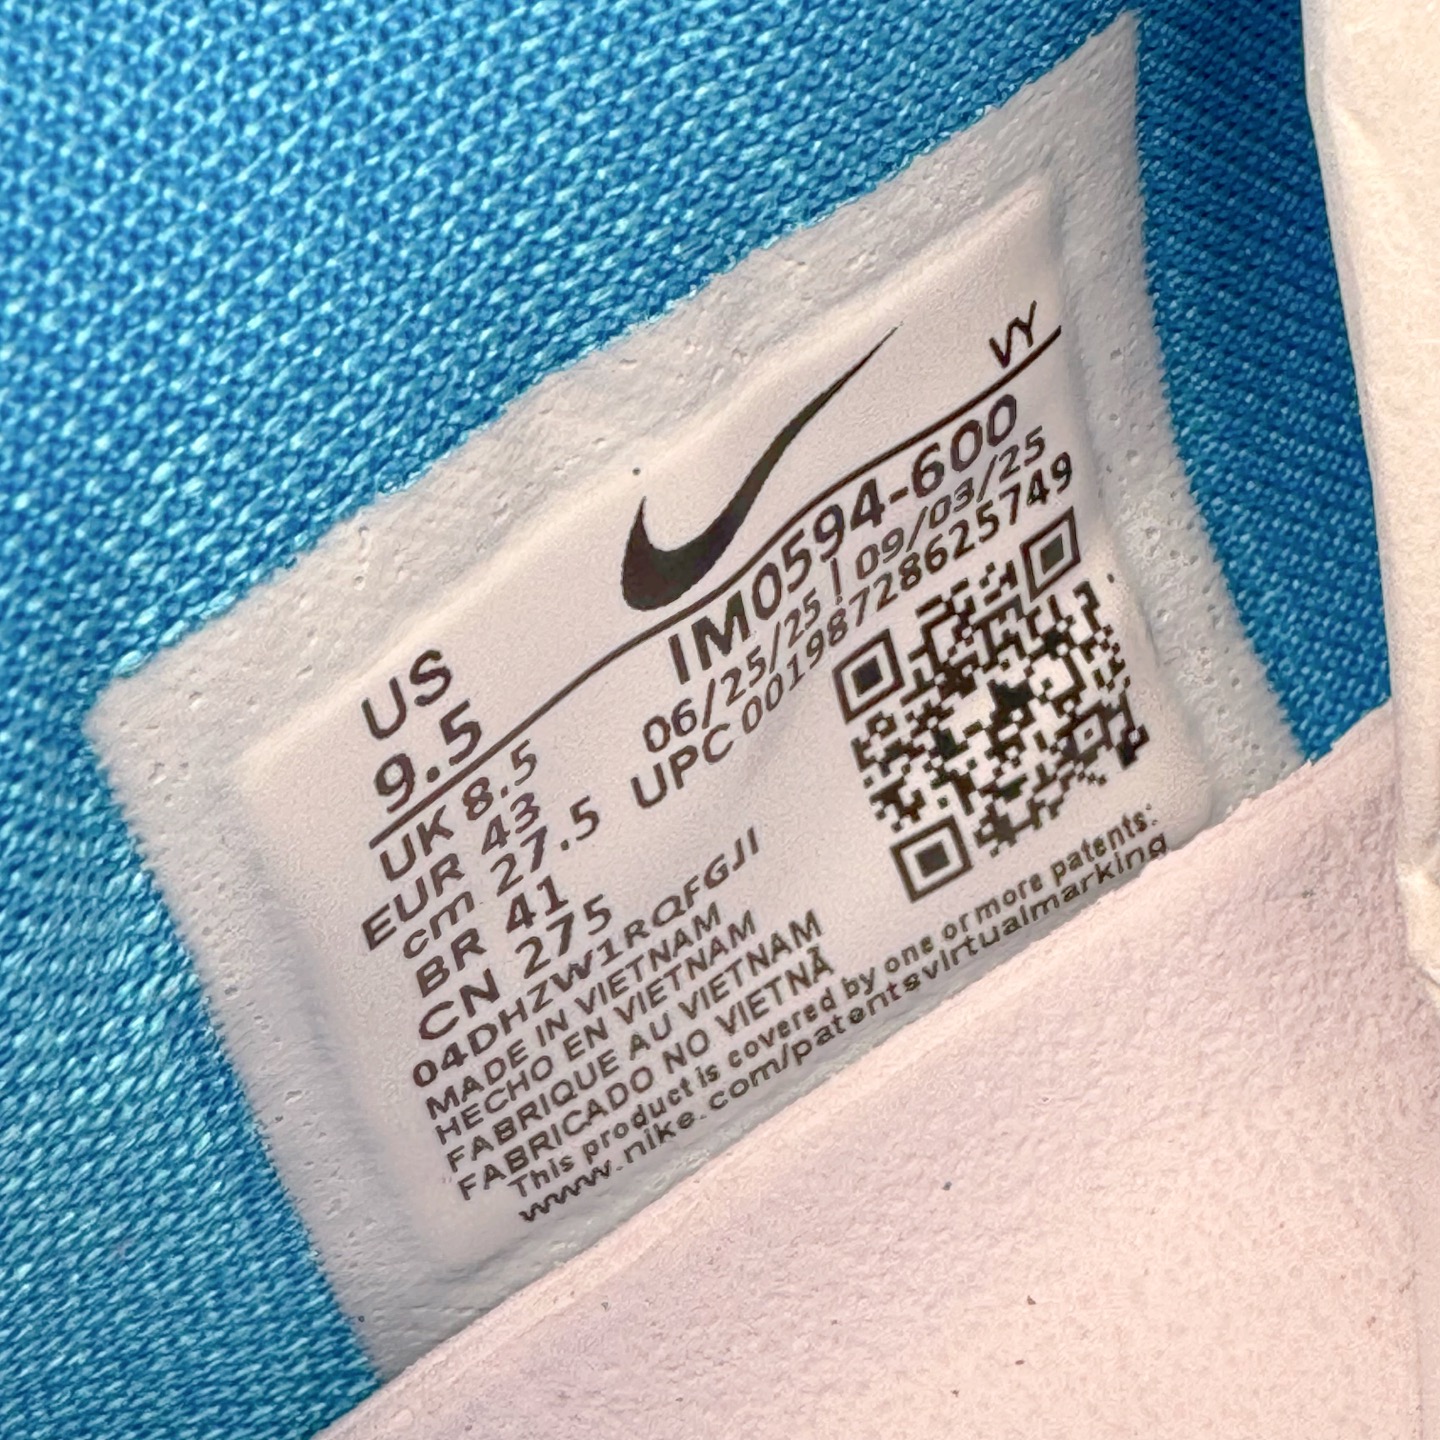 VY
US
9.5
UK 8.5
EUR 43
cm 27.5
BR 41
CN 275
IM0594-600
06/25/25 | 09/03/25
UPC 00198728625749
04DHZW1RQFGJI
MADE IN VIETNAM
HECHO EN VIETNAM
FABRIQUE AU VIETNAM
FABRICADO NO VIETNÃ
This product is covered by one or more patents:
www.nike.com/patentsvirtualmarking